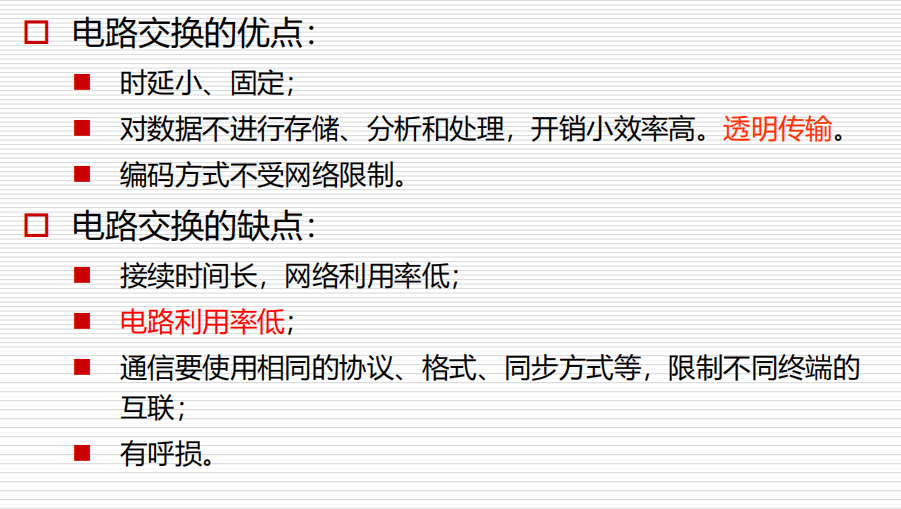 电路交换的优点：
时延小、固定；
对数据不进行存储、分析和处理，开销小效率高。透明传输。
编码方式不受网络限制。
电路交换的缺点：
接续时间长，网络利用率低；
电路利用率低；
通信要使用相同的协议、格式、同步方式等，限制不同终端的
互联；
有呼损。